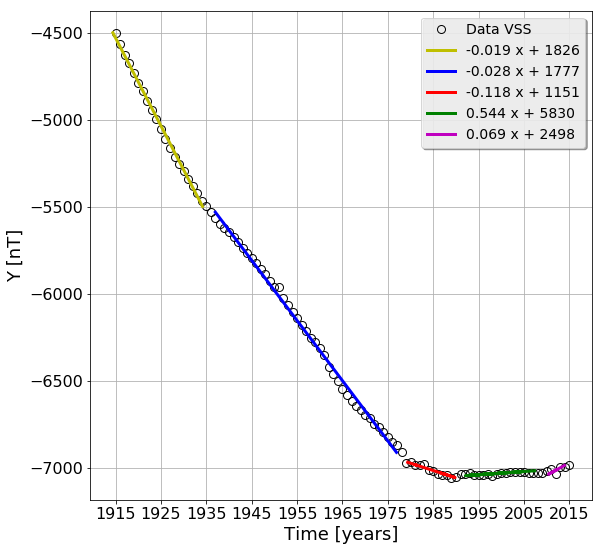 Data VSS
-0.019 x + 1826
-0.028 x + 1777
-0.118 x + 1151
0.544 x + 5830
0.069 x + 2498
−4500
−5000
−5500
−6000
−6500
−7000
Y [nT]
1915 1925 1935 1945 1955 1965 1975 1985 1995 2005 2015
Time [years]